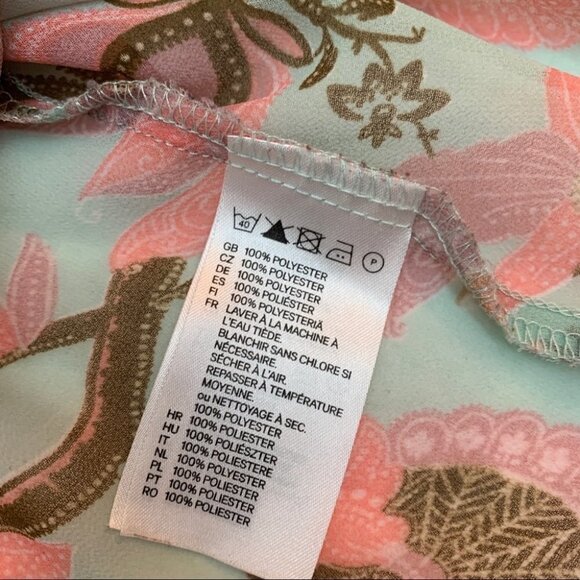 40 P
GB 100% POLYESTER
CZ 100% POLYESTER
DE 100% POLYESTER
ES 100% POLIÉSTER
FI 100% POLYESTERIA
FR LAVER À LA MACHINE À
L'EAU TIÈDE.
BLANCHIR SANS CHLORE SI
NÉCESSAIRE.
SÉCHER À L'AIR.
REPASSER À TEMPÉRATURE
MOYENNE.
ou NETTOYAGE À SEC.
100% POLYESTER
HR 100% POLIESTER
HU 100% POLIÉSZTER
IT 100% POLIESTERE
NL 100% POLYESTER
PL 100% POLIESTER
PT 100% POLIÉSTER
RO 100% POLIESTER